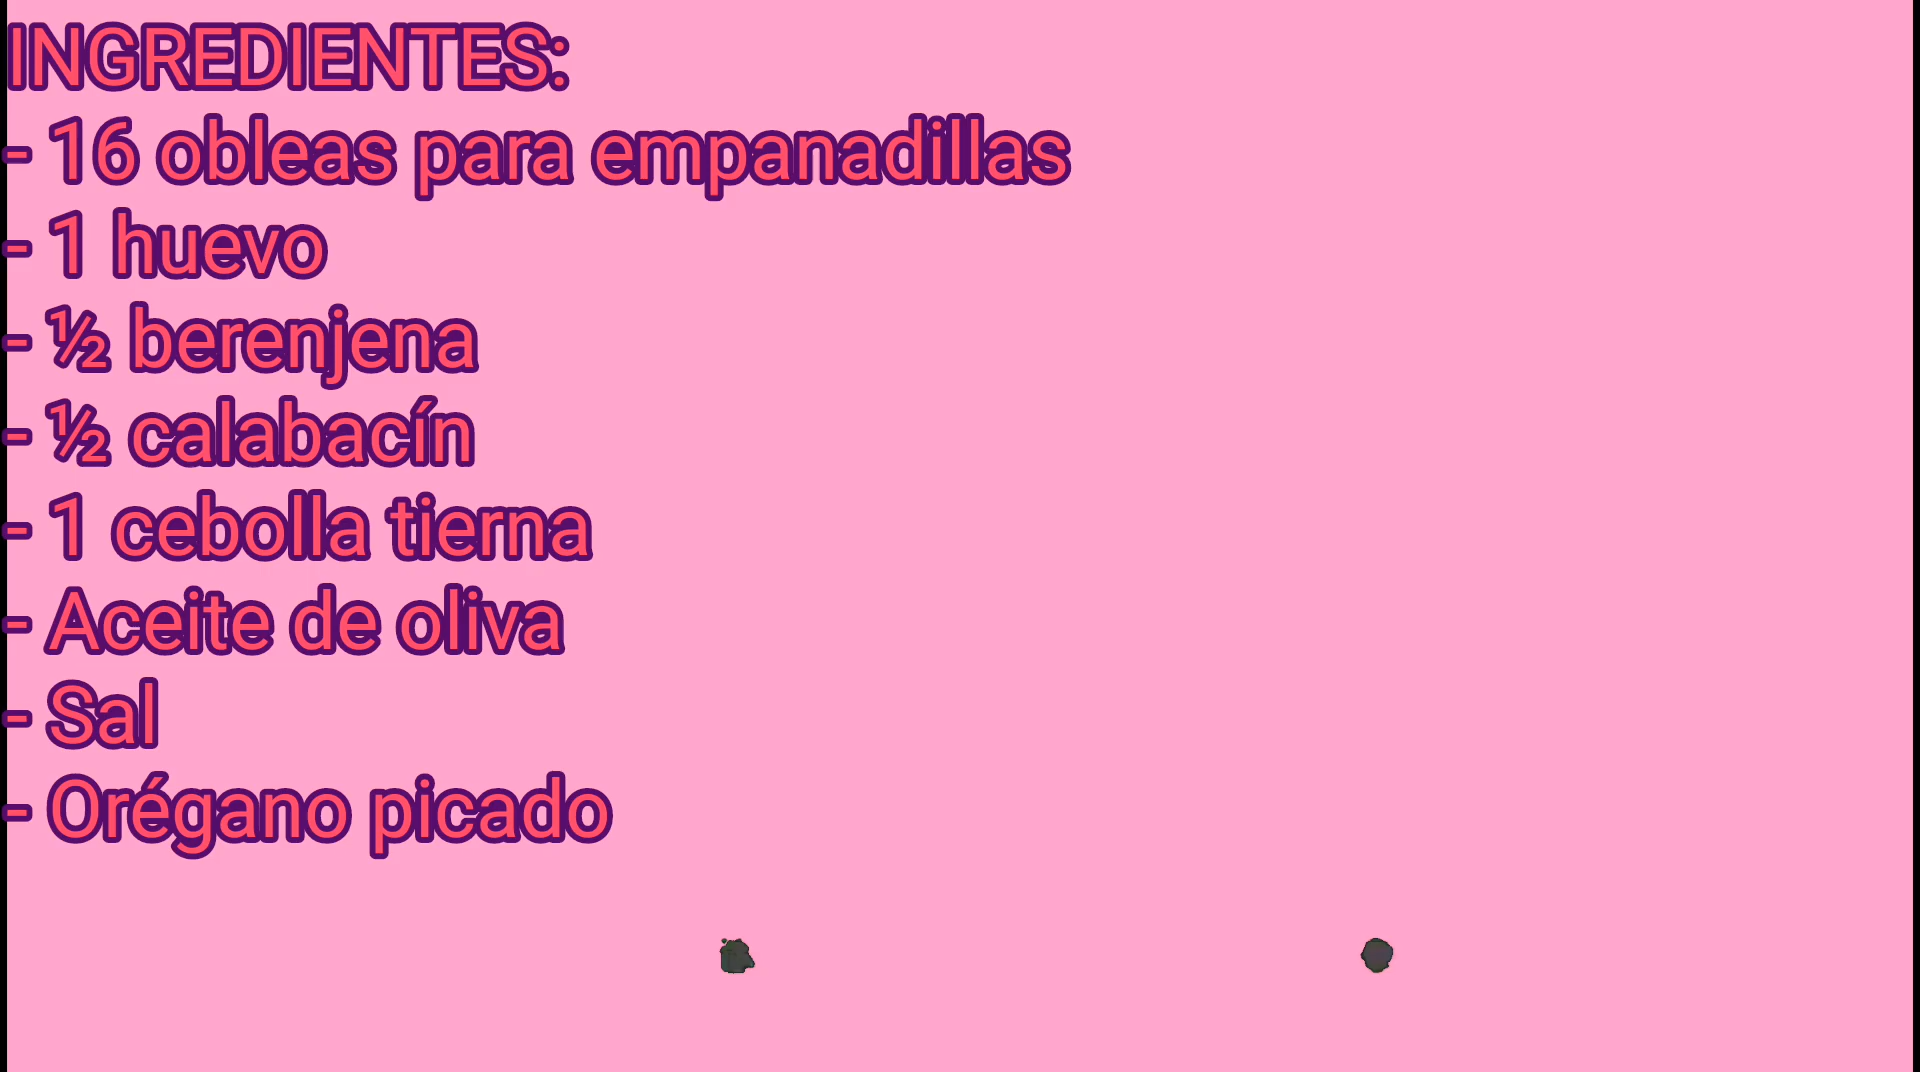 INGREDIENTES:
- 16 obleas para empanadillas
- 1 huevo
- ½ berenjena
- ½ calabacín
- 1 cebolla tierna
- Aceite de oliva
- Sal
- Orégano picado